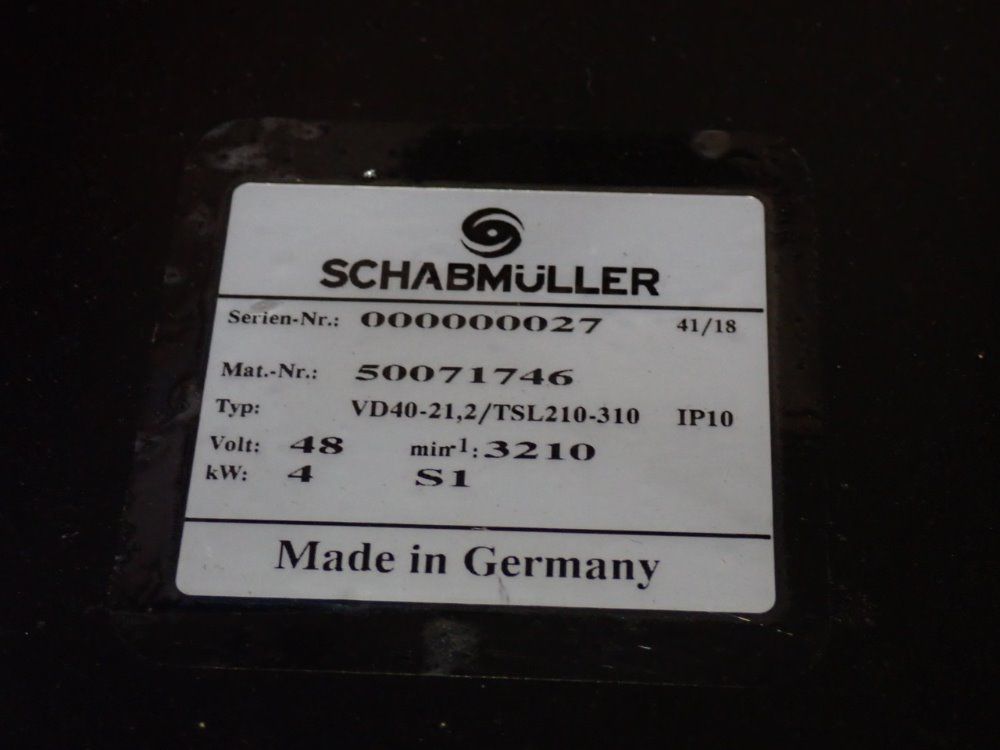 SCHABMÜLLER
Serien-Nr.: 000000027 41/18
Mat.-Nr.: 50071746
Typ: VD40-21,2/TSL210-310 IP10
Volt: 48 min-1: 3210
kW: 4 S1
Made in Germany